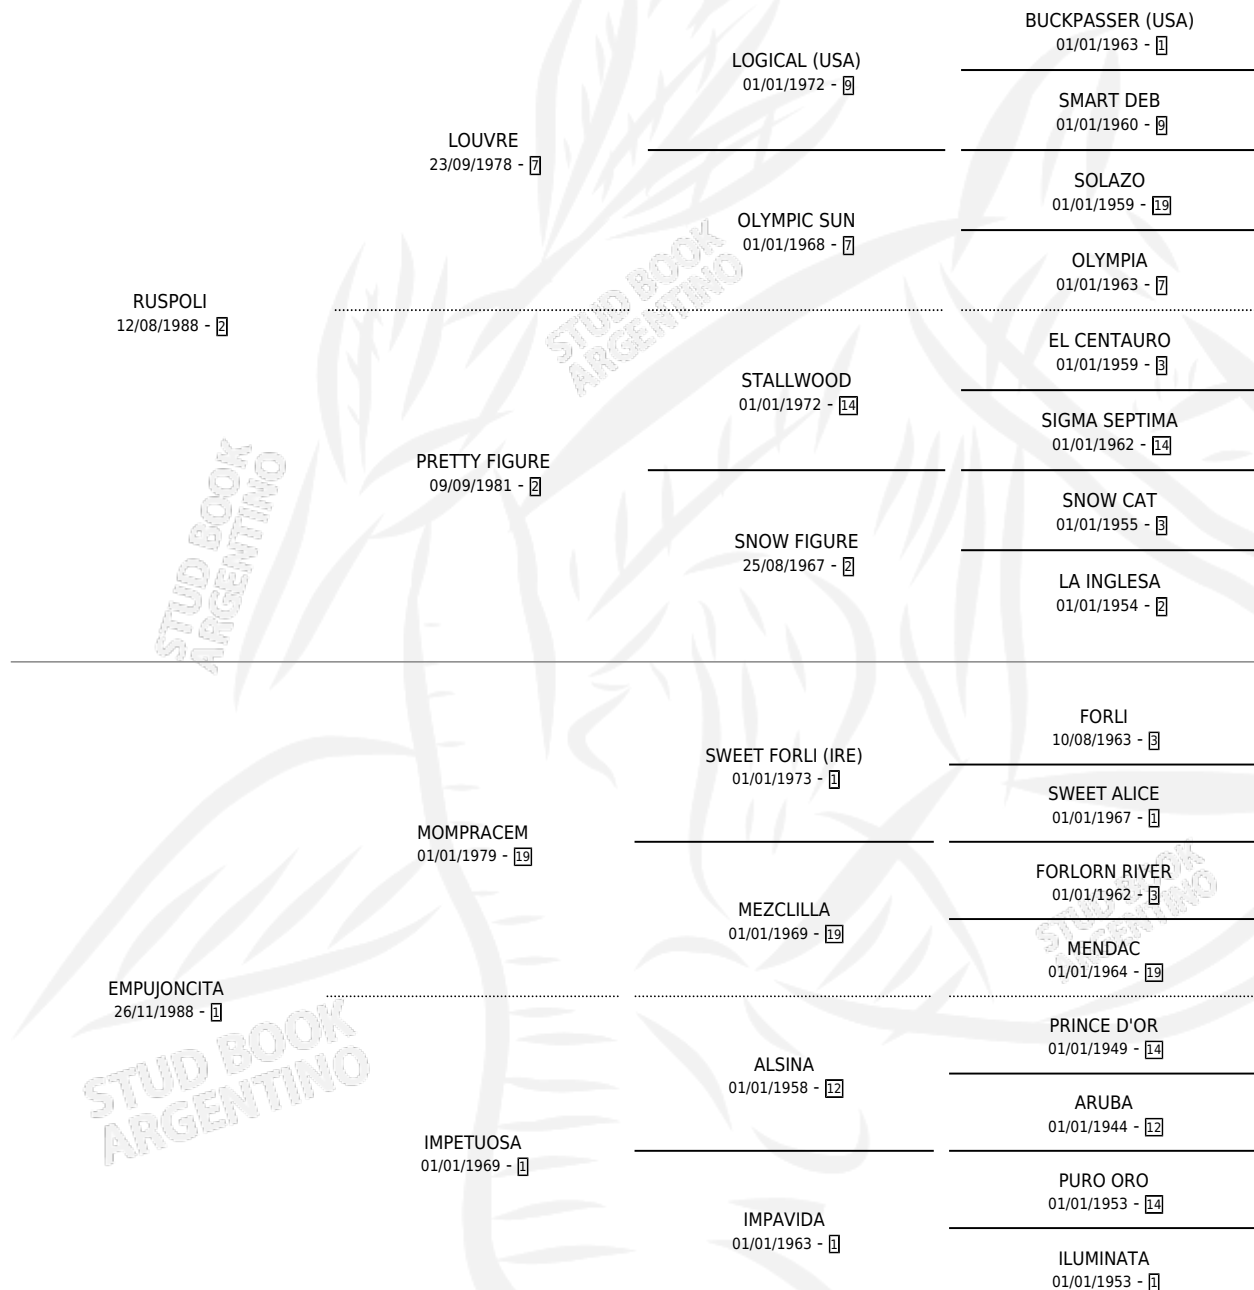 BUCKPASSER (USA)
01/01/1963 - 1
LOGICAL (USA)
01/01/1972 - 9
SMART DEB
01/01/1960 - 9
LOUVRE
23/09/1978 - 7
SOLAZO
01/01/1959 - 19
OLYMPIC SUN
01/01/1968 - 7
OLYMPIA
01/01/1963 - 7
RUSPOLI
12/08/1988 - 2
EL CENTAURO
01/01/1959 - 3
STALLWOOD
01/01/1972 - 14
SIGMA SEPTIMA
01/01/1962 - 14
PRETTY FIGURE
09/09/1981 - 2
SNOW CAT
01/01/1955 - 3
SNOW FIGURE
25/08/1967 - 2
LA INGLESA
01/01/1954 - 2
FORLI
10/08/1963 - 3
SWEET FORLI (IRE)
01/01/1973 - 1
SWEET ALICE
01/01/1967 - 1
MOMPRACEM
01/01/1979 - 19
FORLORN RIVER
01/01/1962 - 3
MEZCLILLA
01/01/1969 - 19
MENDAC
01/01/1964 - 19
EMPUJONCITA
26/11/1988 - 1
PRINCE D'OR
01/01/1949 - 14
ALSINA
01/01/1958 - 12
ARUBA
01/01/1944 - 12
IMPETUOSA
01/01/1969 - 1
PURO ORO
01/01/1953 - 14
IMPAVIDA
01/01/1963 - 1
ILUMINATA
01/01/1953 - 1
STUD BOOK
ARGENTINO
STUD BOOK
ARGENTINO
STUD BOOK
ARGENTINO
STUD BOOK
ARGENTINO